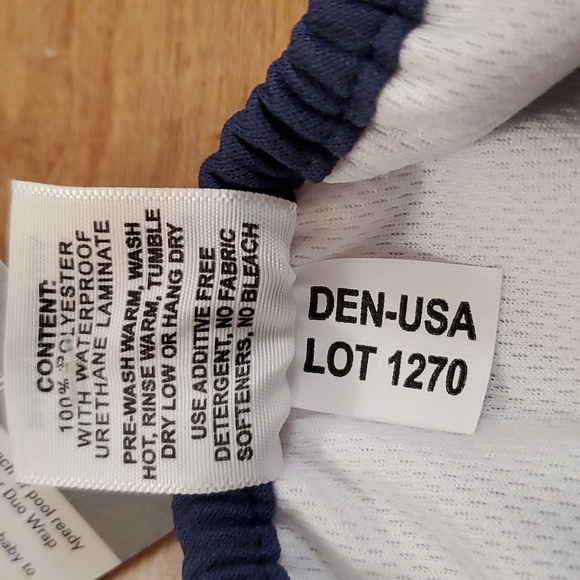 CONTENT:
100% POLYESTER
WITH WATERPROOF
URETHANE LAMINATE
PRE-WASH WARM, WASH
HOT, RINSE WARM, TUMBLE
DRY LOW OR HANG DRY
USE ADDITIVE FREE
DETERGENT, NO FABRIC
SOFTENERS, NO BLEACH
DEN-USA
LOT 1270
pool ready
Duo Wrap
baby to